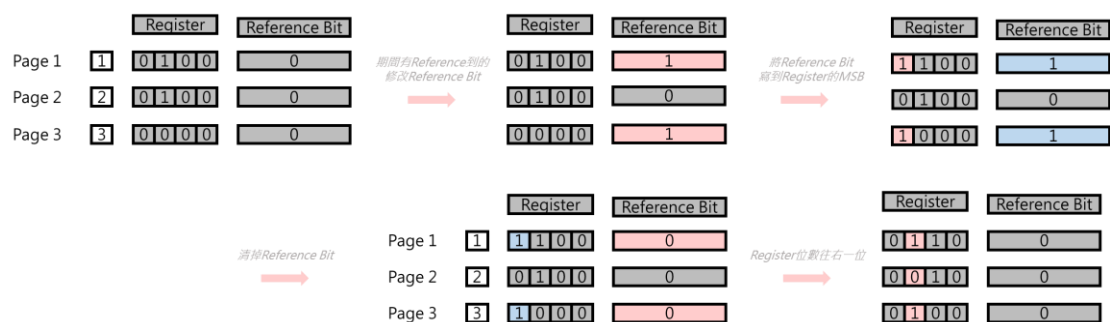 Register Reference Bit Register Reference Bit Register Reference Bit
Page 1 1 0 1 0 0 0 期間有Reference到的 0 1 0 0 1 將Reference Bit 1 1 0 0 1
修改Reference Bit 寫到Register的MSB
Page 2 2 0 1 0 0 0 0 1 0 0 0 0 1 0 0 0
Page 3 3 0 0 0 0 0 0 0 0 0 1 1 0 0 0 1
Register Reference Bit Register Reference Bit
清掉Reference Bit Page 1 1 1 1 0 0 0 Register位數往右一位 0 1 1 0 0
Page 2 2 0 1 0 0 0 0 0 1 0 0
Page 3 3 1 0 0 0 0 0 1 0 0 0